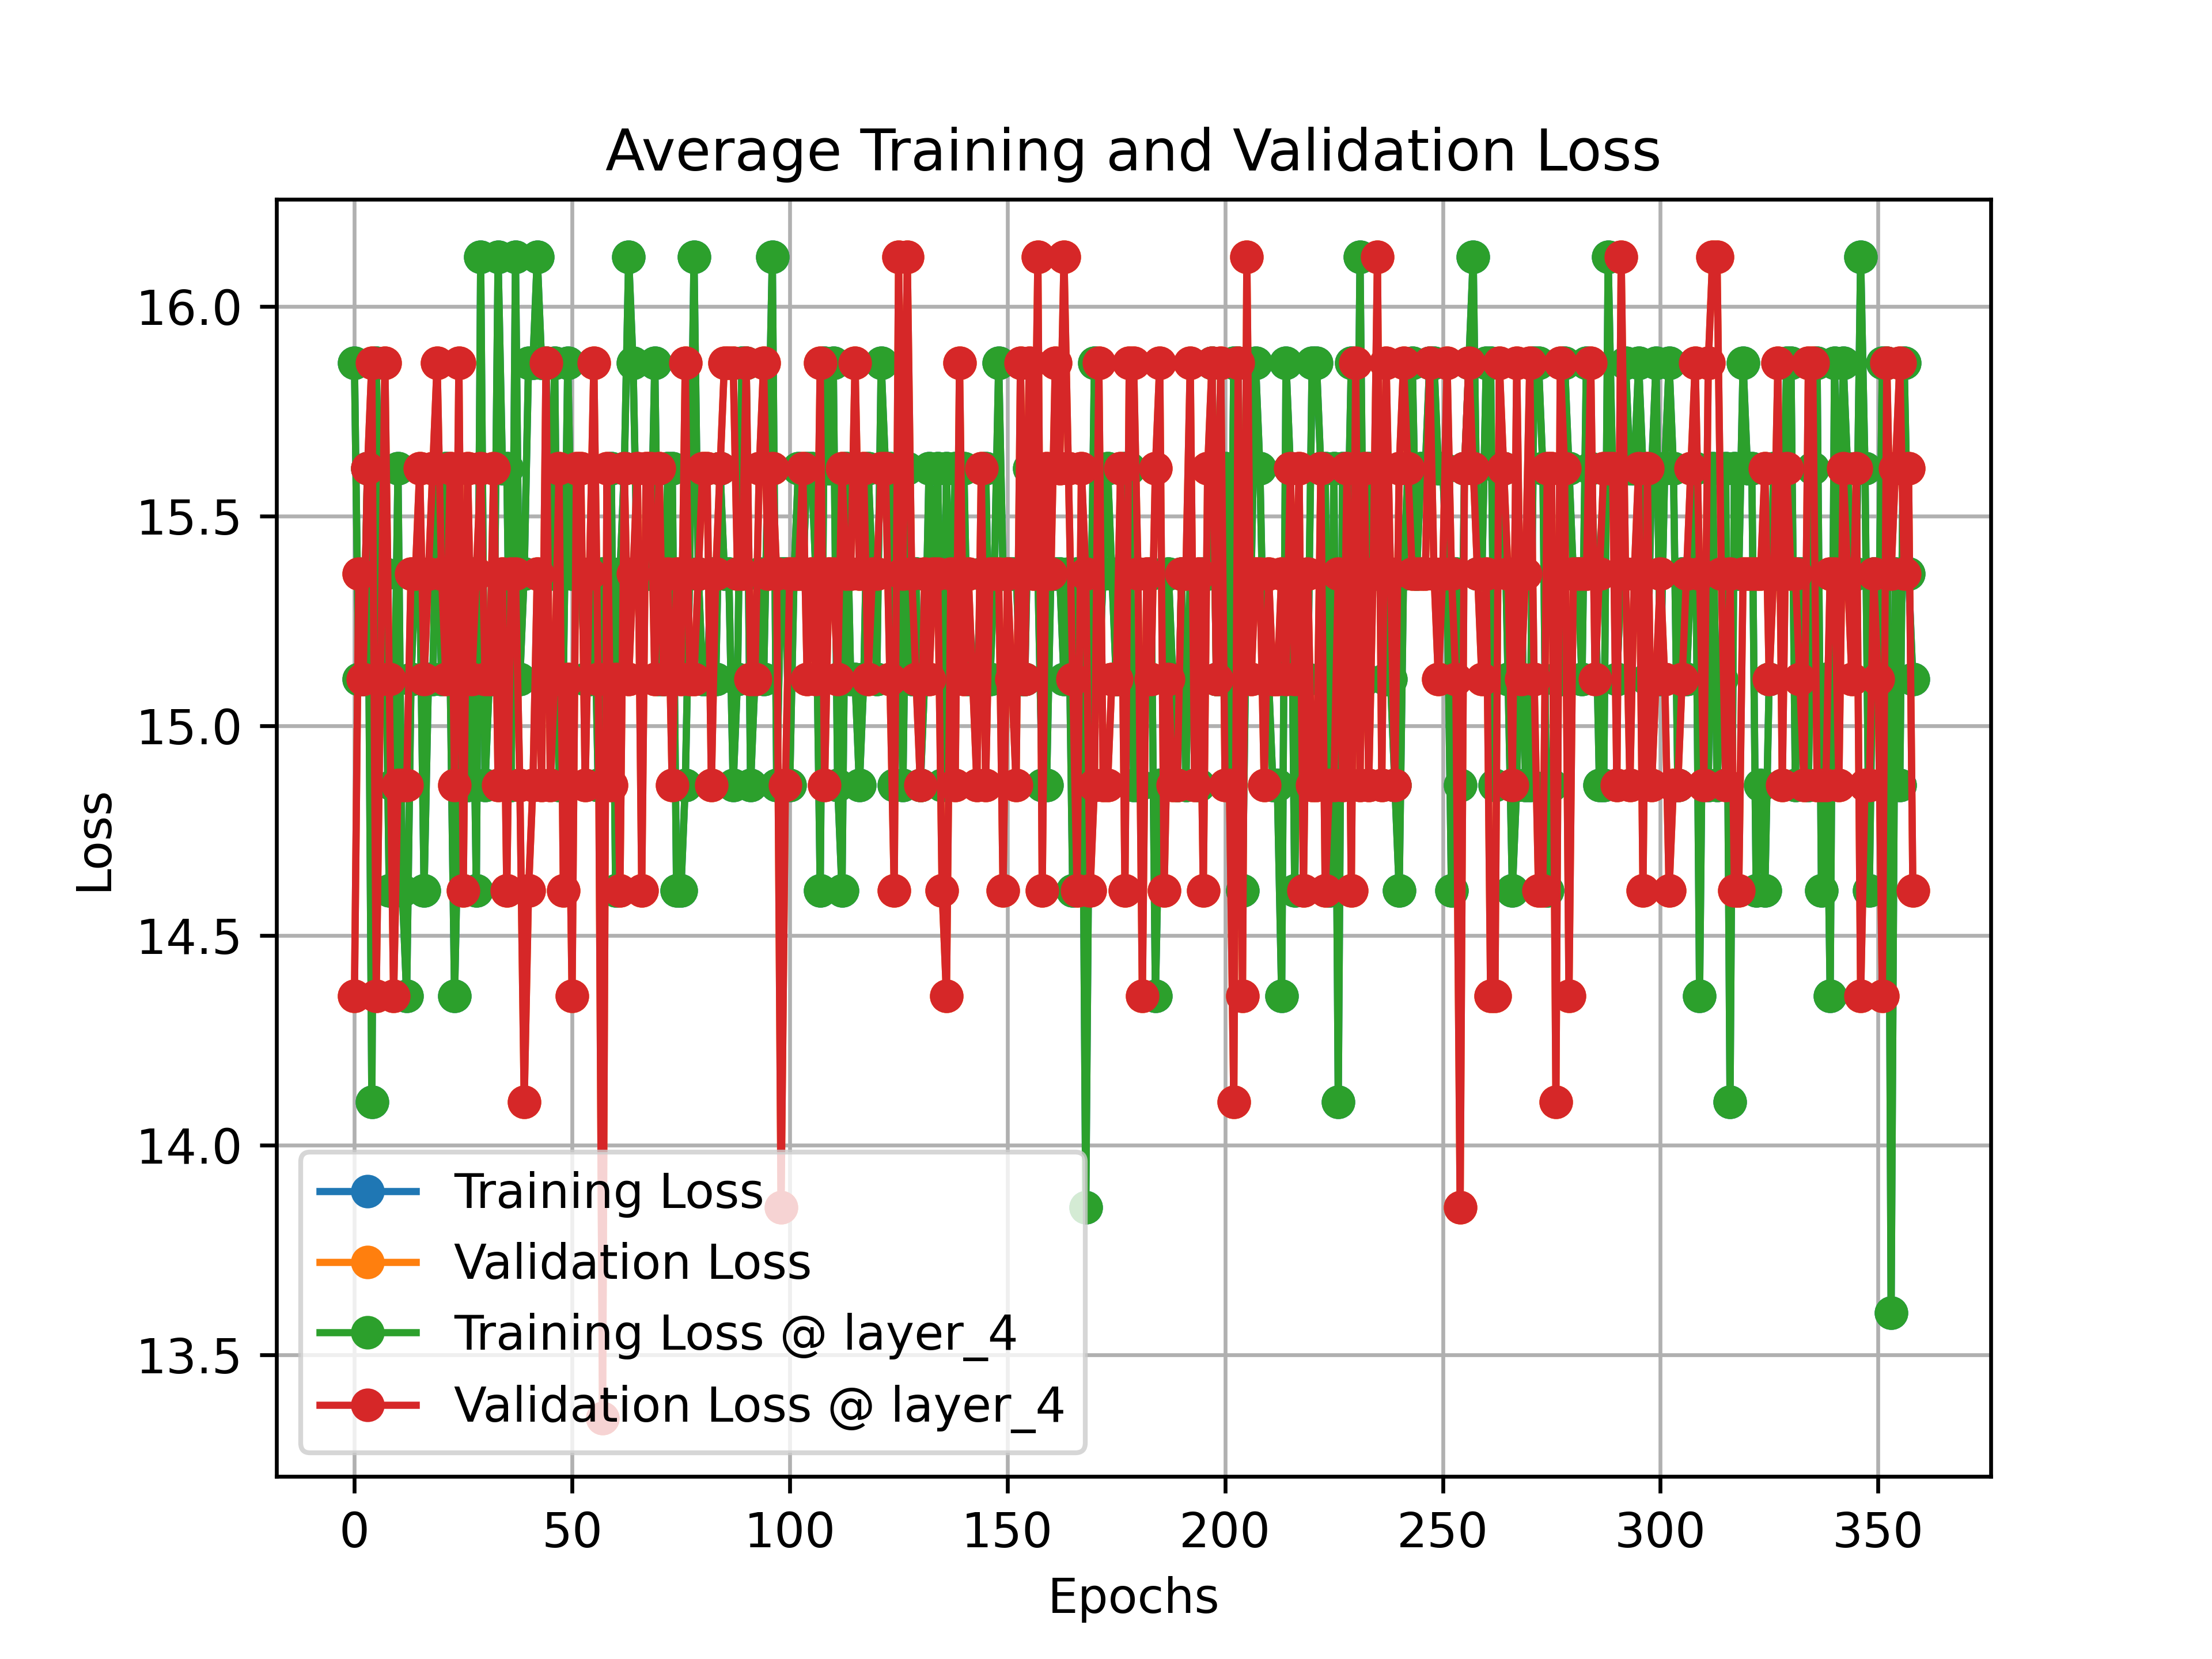 Average Training and Validation Loss
Loss
16.0
15.5
15.0
14.5
14.0
13.5
Training Loss
Validation Loss
Training Loss @ layer_4
Validation Loss @ layer_4
0 50 100 150 200 250 300 350
Epochs